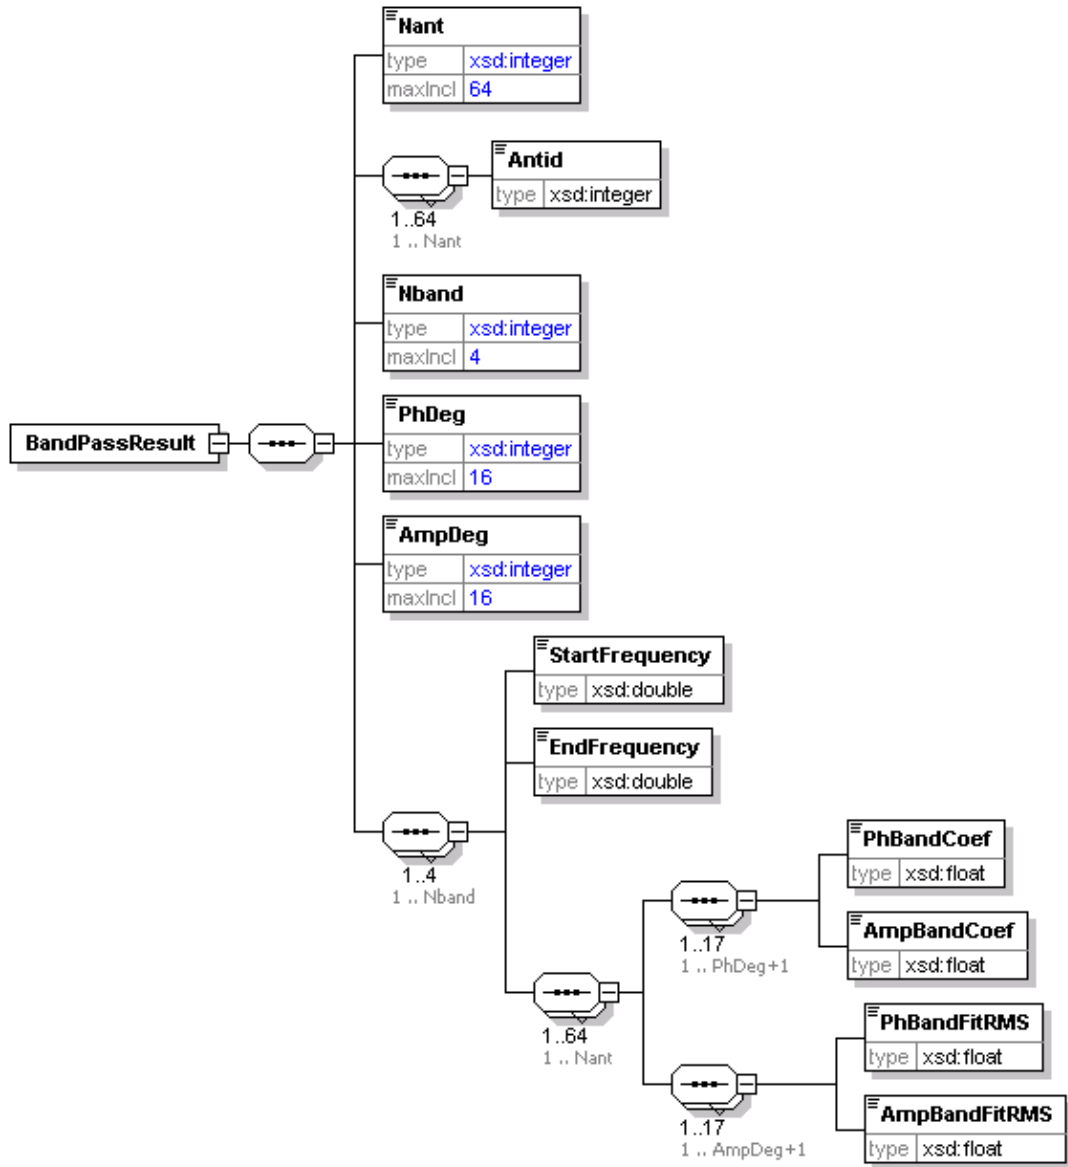 Nant
type xsd:integer
maxIncl 64
Antid
type xsd:integer
1..64
1 .. Nant
Nband
type xsd:integer
maxIncl 4
PhDeg
type xsd:integer
maxIncl 16
BandPassResult
AmpDeg
type xsd:integer
maxIncl 16
StartFrequency
type xsd:double
EndFrequency
type xsd:double
1..4
1 .. Nband
PhBandCoef
type xsd:float
AmpBandCoef
type xsd:float
1..17
1 .. PhDeg+1
1..64
1 .. Nant
PhBandFitRMS
type xsd:float
AmpBandFitRMS
type xsd:float
1..17
1 .. AmpDeg+1